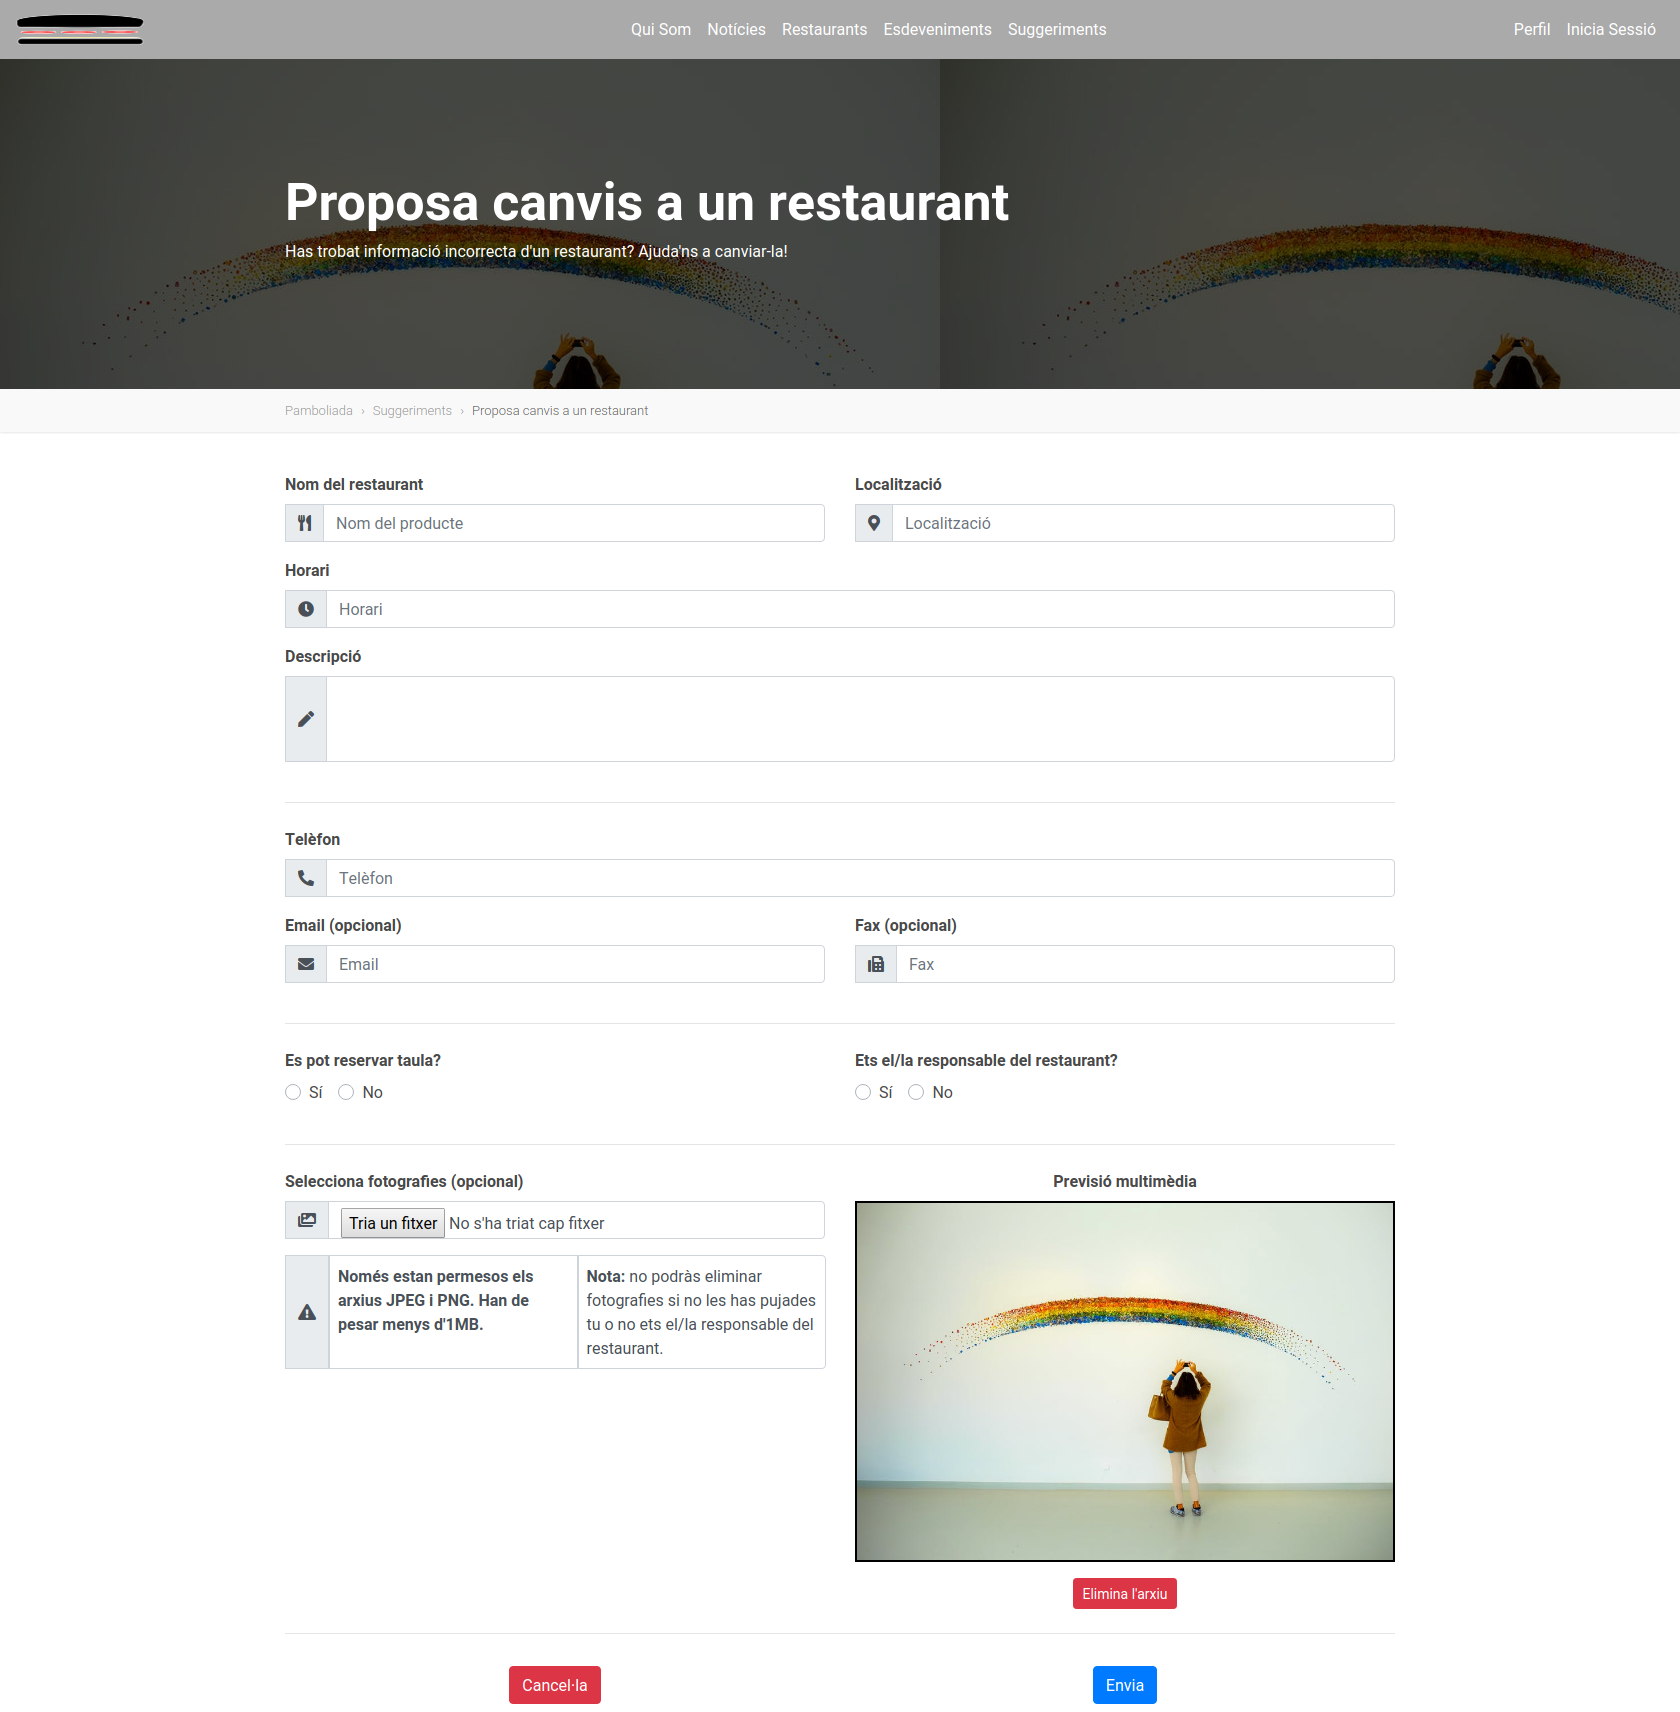 Qui Som Notícies Restaurants Esdeveniments Suggeriments Perfil Inicia Sessió
Proposa canvis a un restaurant
Has trobat informació incorrecta d'un restaurant? Ajuda'ns a canviar-la!
Pamboliada › Suggeriments › Proposa canvis a un restaurant
Nom del restaurant
Nom del producte
Localització
Localització
Horari
Horari
Descripció
Telèfon
Telèfon
Email (opcional)
Email
Fax (opcional)
Fax
Es pot reservar taula?
Sí No
Ets el/la responsable del restaurant?
Sí No
Selecciona fotografies (opcional)
Tria un fitxer No s'ha triat cap fitxer
Només estan permesos els
arxius JPEG i PNG. Han de
pesar menys d'1MB.
Nota: no podràs eliminar
fotografies si no les has pujades
tu o no ets el/la responsable del
restaurant.
Previsió multimèdia
Elimina l'arxiu
Cancel·la
Envia